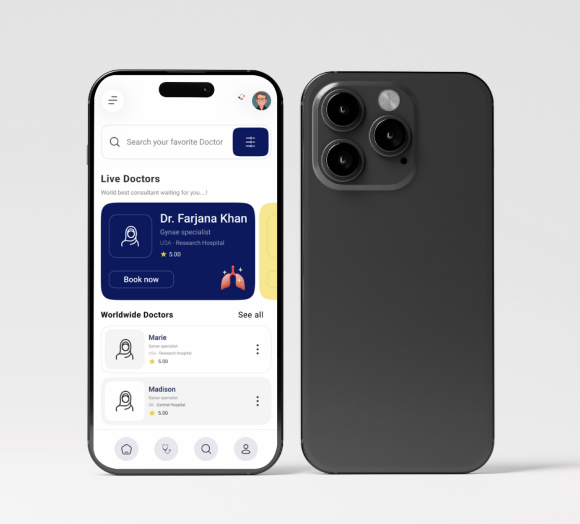 Search your favorite Doctor
Live Doctors
World best consultant waiting for you...!
Dr. Farjana Khan
Gynae specialist
USA - Research Hospital
5.00
Book now
Worldwide Doctors
See all
Marie
Gynae specialist
USA - Research Hospital
5.00
Madison
Gynae specialist
UK - Central Hospital
5.00